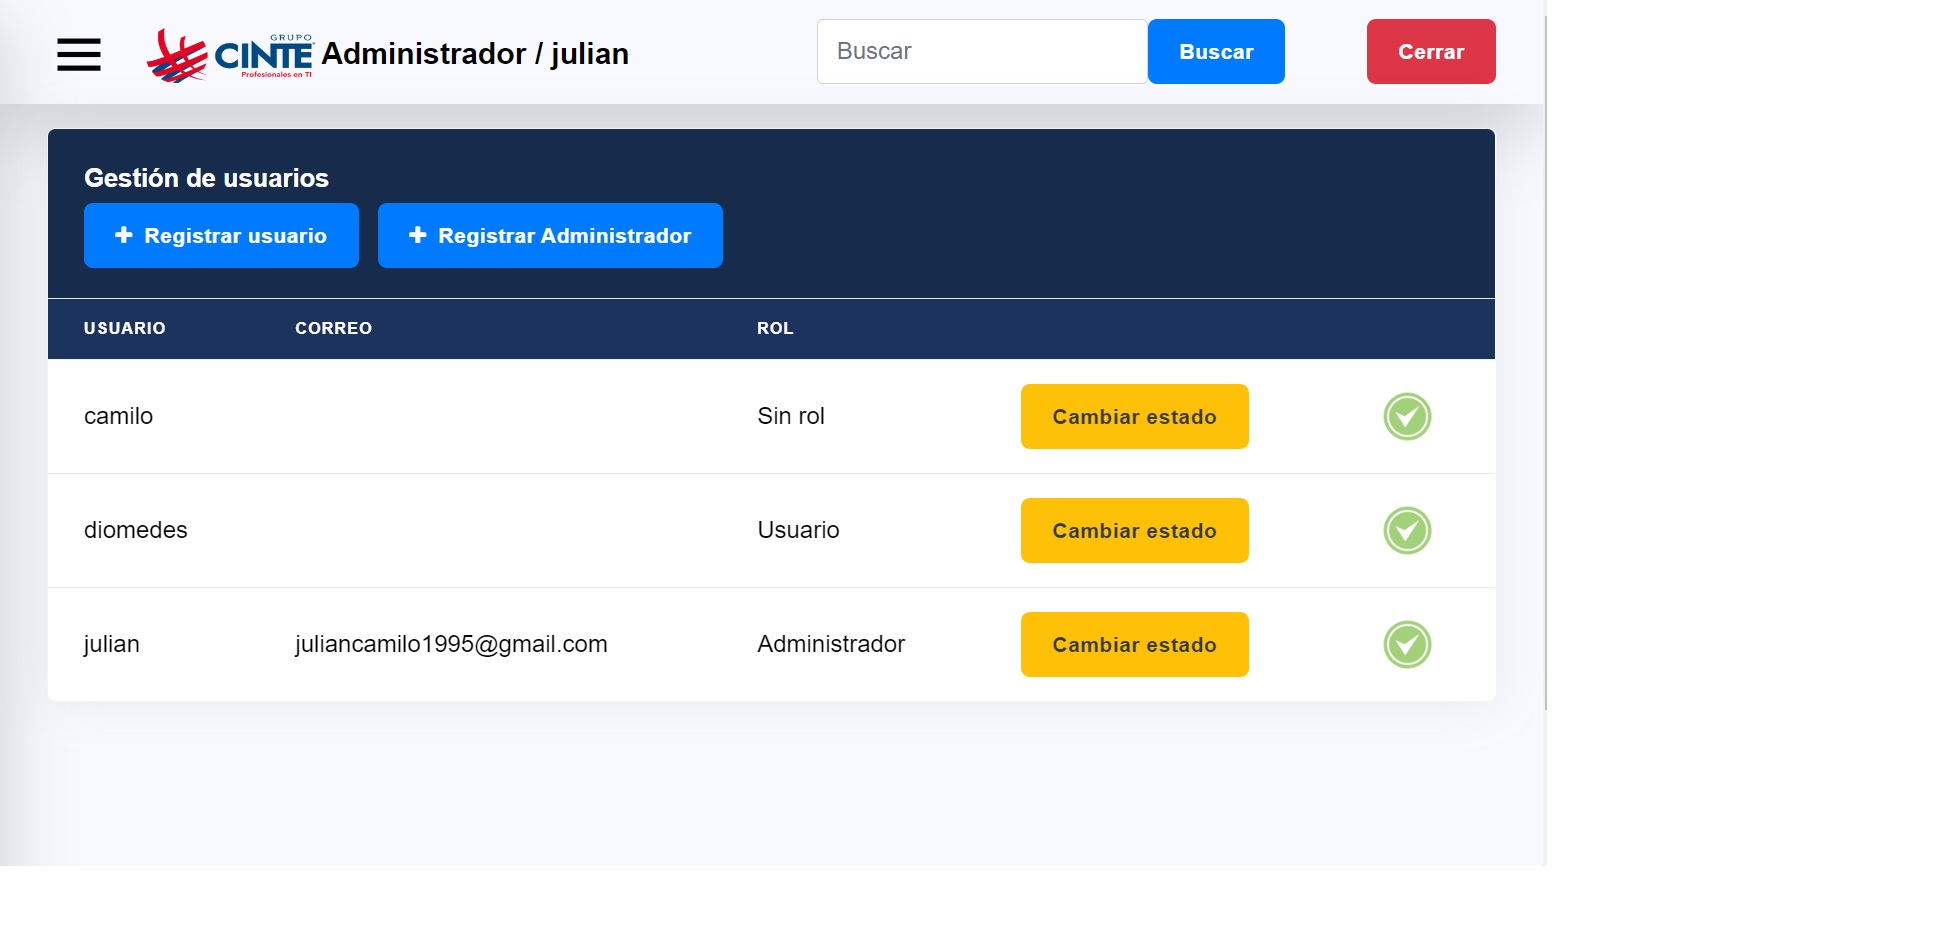 GRUPO
CINTE
Profesionales en TI
Administrador / julian
Buscar
Buscar
Cerrar
Gestión de usuarios
Registrar usuario
Registrar Administrador
USUARIO CORREO ROL
camilo Sin rol Cambiar estado
diomedes Usuario Cambiar estado
julian juliancamilo1995@gmail.com Administrador Cambiar estado